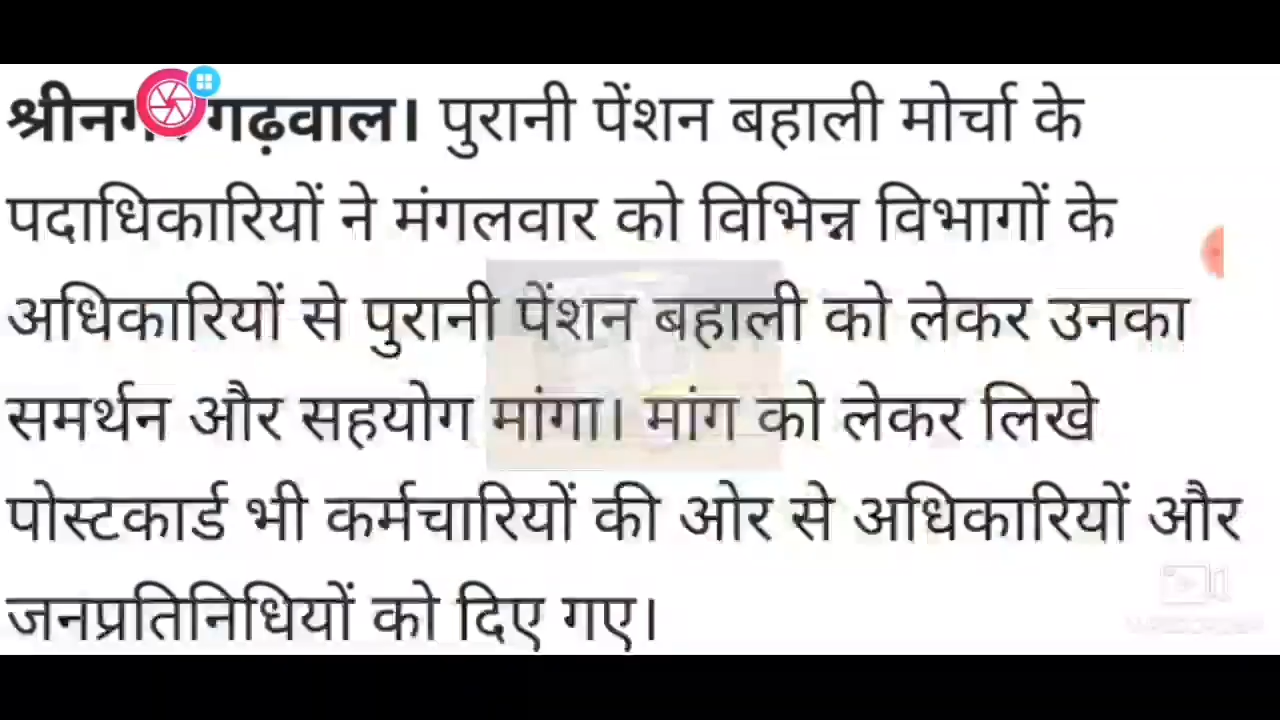 गढ़वाल। पुरानी पेंशन बहाली मोर्चा के
पदाधिकारियों ने मंगलवार को विभिन्न विभागों के
अधिकारियों से पुरानी पेंशन बहाली को लेकर उनका
समर्थन और सहयोग मांगा। मांग को लेकर लिखे
पोस्टकार्ड भी कर्मचारियों की ओर से अधिकारियों और
जनप्रतिनिधियों को दिए गए।